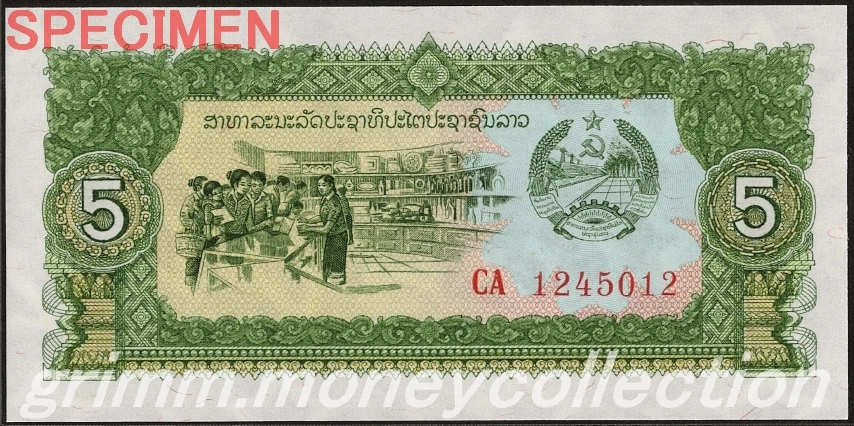 SPECIMEN
ສາທາລະນະລັດປະຊາທິປະໄຕປະຊາຊົນລາວ
5
5
CA 1245012
grimm.moneycollection